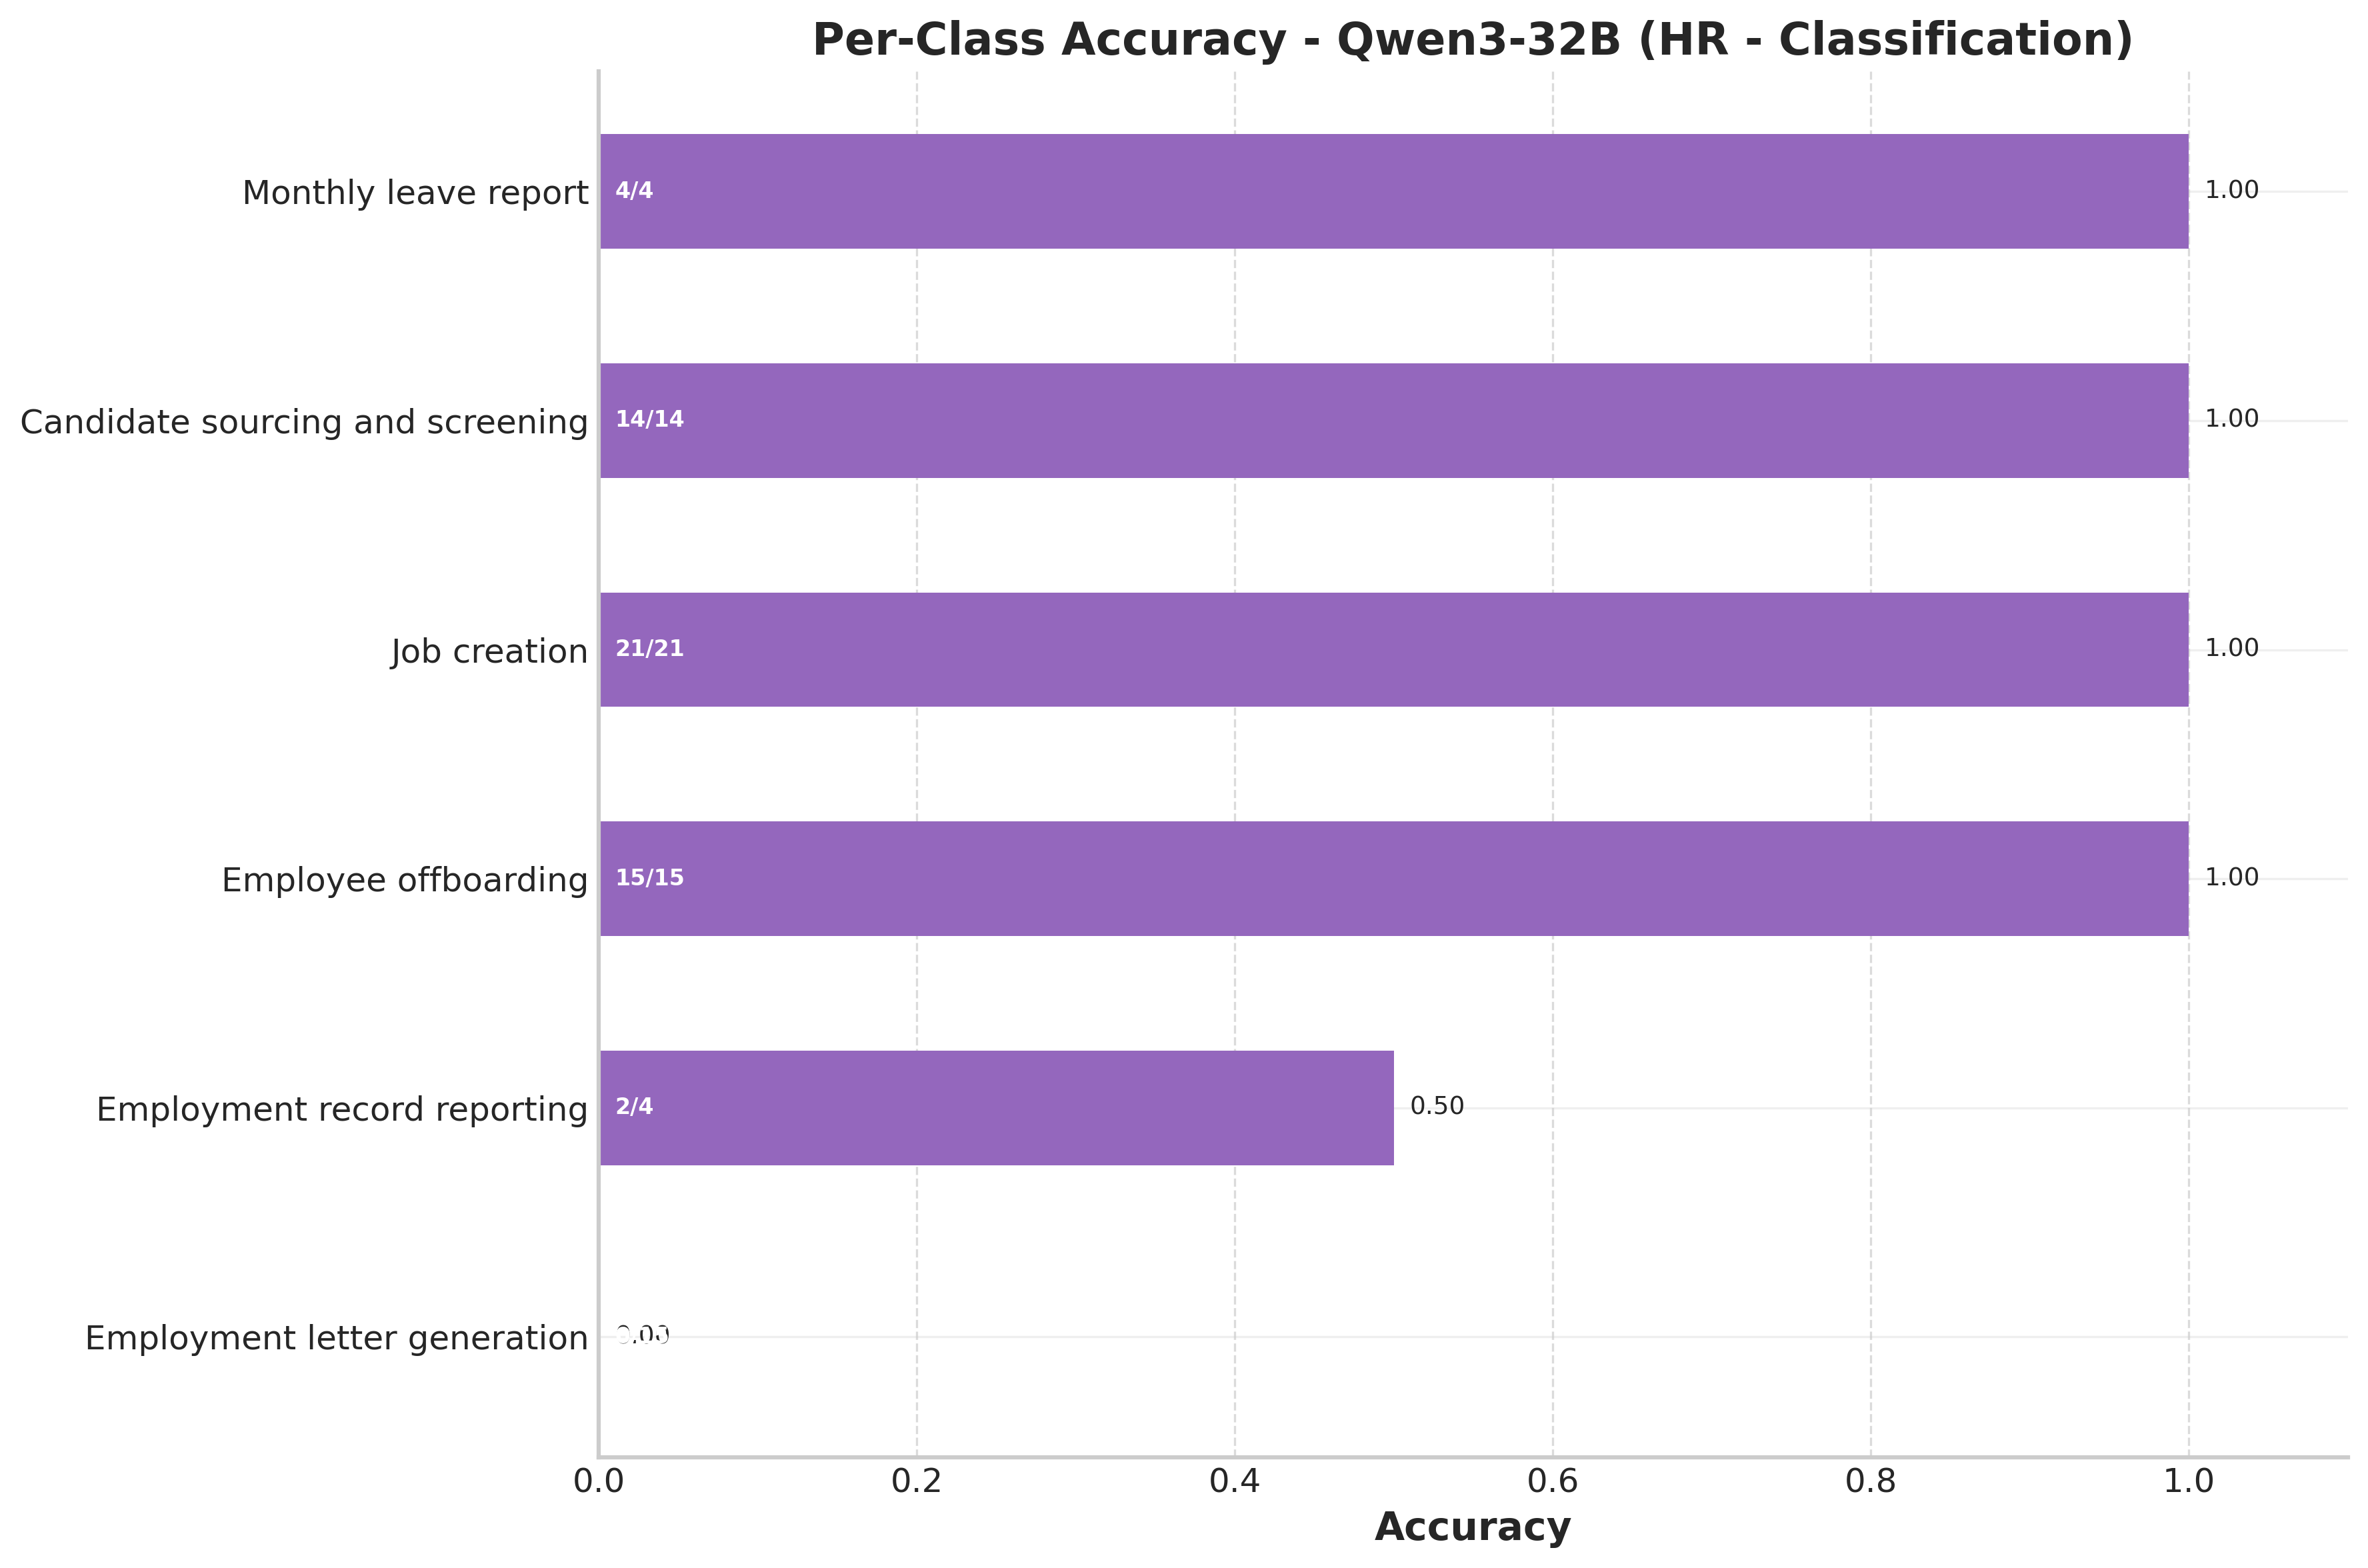 Per-Class Accuracy - Qwen3-32B (HR - Classification)
Monthly leave report
4/4
1.00
Candidate sourcing and screening
14/14
1.00
Job creation
21/21
1.00
Employee offboarding
15/15
1.00
Employment record reporting
2/4
0.50
Employment letter generation
0.00
0.0
0.2
0.4
0.6
0.8
1.0
Accuracy